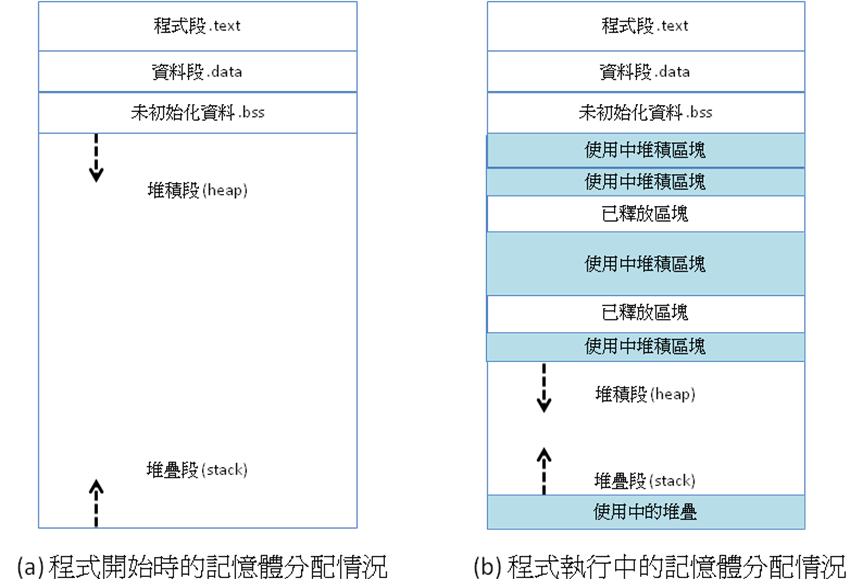 程式段.text
資料段.data
未初始化資料.bss
堆積段(heap)
堆疊段(stack)
(a) 程式開始時的記憶體分配情況
程式段.text
資料段.data
未初始化資料.bss
使用中堆積區塊
使用中堆積區塊
已釋放區塊
使用中堆積區塊
已釋放區塊
使用中堆積區塊
堆積段(heap)
堆疊段(stack)
使用中的堆疊
(b) 程式執行中的記憶體分配情況